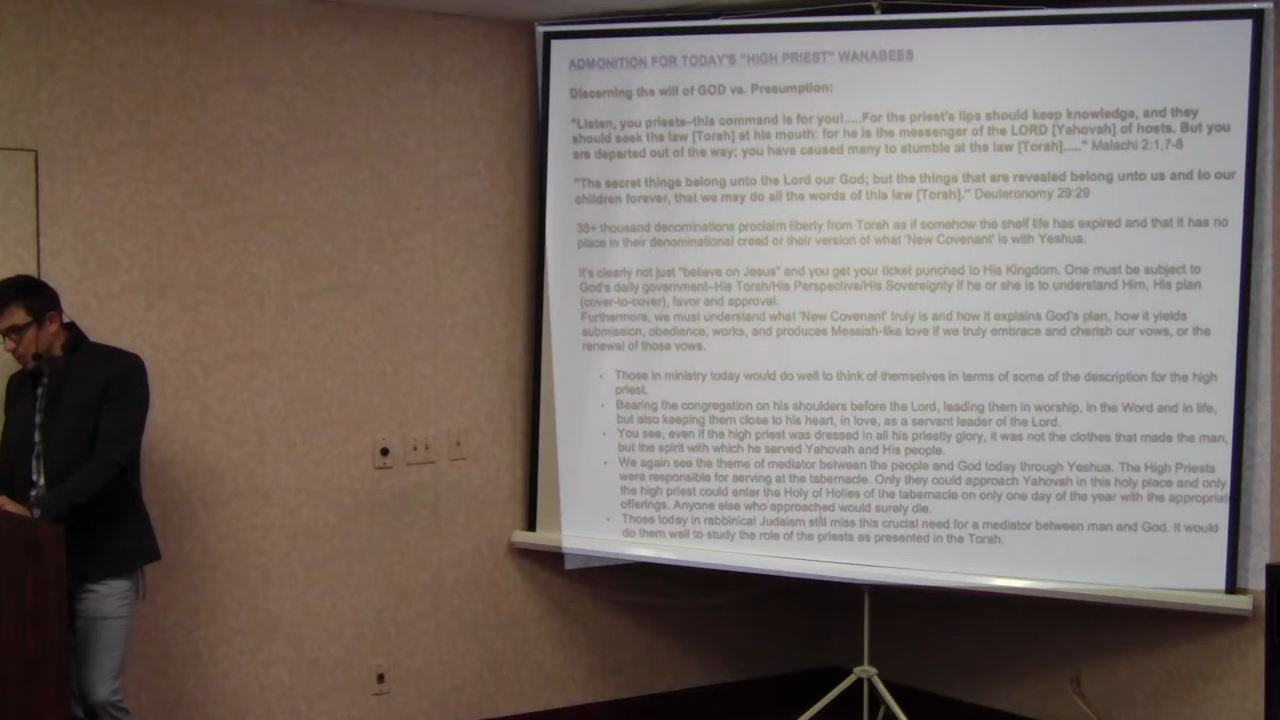 ADMONITION FOR TODAY'S "HIGH PRIEST" WANABEES
Discerning the will of GOD vs. Presumption:
"Listen, you priests–this command is for you!.....For the priest's lips should keep knowledge, and they
should seek the law [Torah] at his mouth: for he is the messenger of the LORD [Yahovah] of hosts. But you
are departed out of the way; you have caused many to stumble at the law [Torah]....." Malachi 2:1,7-8
"The secret things belong unto the Lord our God; but the things that are revealed belong unto us and to our
children forever, that we may do all the words of this law [Torah]." Deuteronomy 29:29
38+ thousand denominations proclaim liberty from Torah as if somehow the shelf life has expired and that it has no
place in their denominational creed or their version of what 'New Covenant' is with Yeshua.
It's clearly not just "believe on Jesus" and you get your ticket punched to His Kingdom. One must be subject to
God's daily government–His Torah/His Perspective/His Sovereignty if he or she is to understand Him, His plan
(cover-to-cover), favor and approval.
Furthermore, we must understand what 'New Covenant' truly is and how it explains God's plan, how it yields
submission, obedience, works, and produces Messiah-like love if we truly embrace and cherish our vows, or the
renewal of those vows.
• Those in ministry today would do well to think of themselves in terms of some of the description for the high
priest.
• Bearing the congregation on his shoulders before the Lord, leading them in worship, in the Word and in life,
but also keeping them close to his heart, in love, as a servant leader of the Lord.
• You see, even if the high priest was dressed in all his priestly glory, it was not the clothes that made the man,
but the spirit with which he served Yahovah and His people.
• We again see the theme of mediator between the people and God today through Yeshua. The High Priests
were responsible for serving at the tabernacle. Only they could approach Yahovah in this holy place and only
the high priest could enter the Holy of Holies of the tabernacle on only one day of the year with the appropriate
offerings. Anyone else who approached would surely die.
• Those today in rabbinical Judaism still miss this crucial need for a mediator between man and God. It would
do them well to study the role of the priests as presented in the Torah.